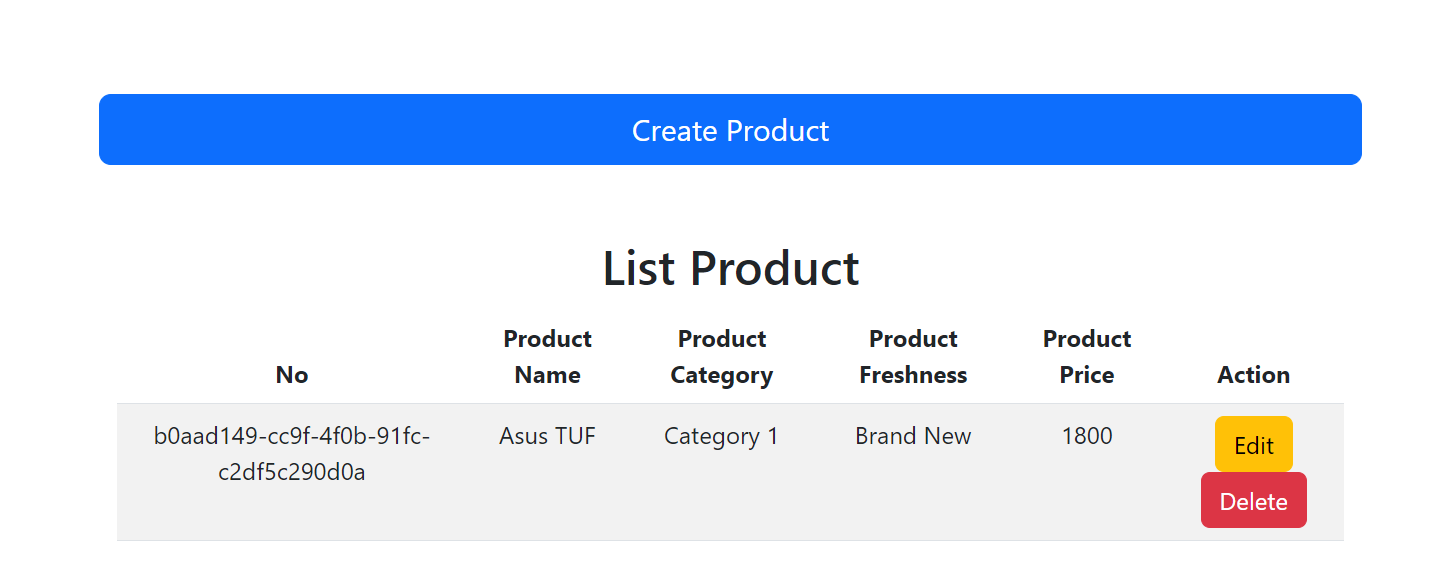 Create Product
List Product
No Product Name Product Category Product Freshness Product Price Action
b0aad149-cc9f-4f0b-91fc-c2df5c290d0a Asus TUF Category 1 Brand New 1800 Edit
Delete